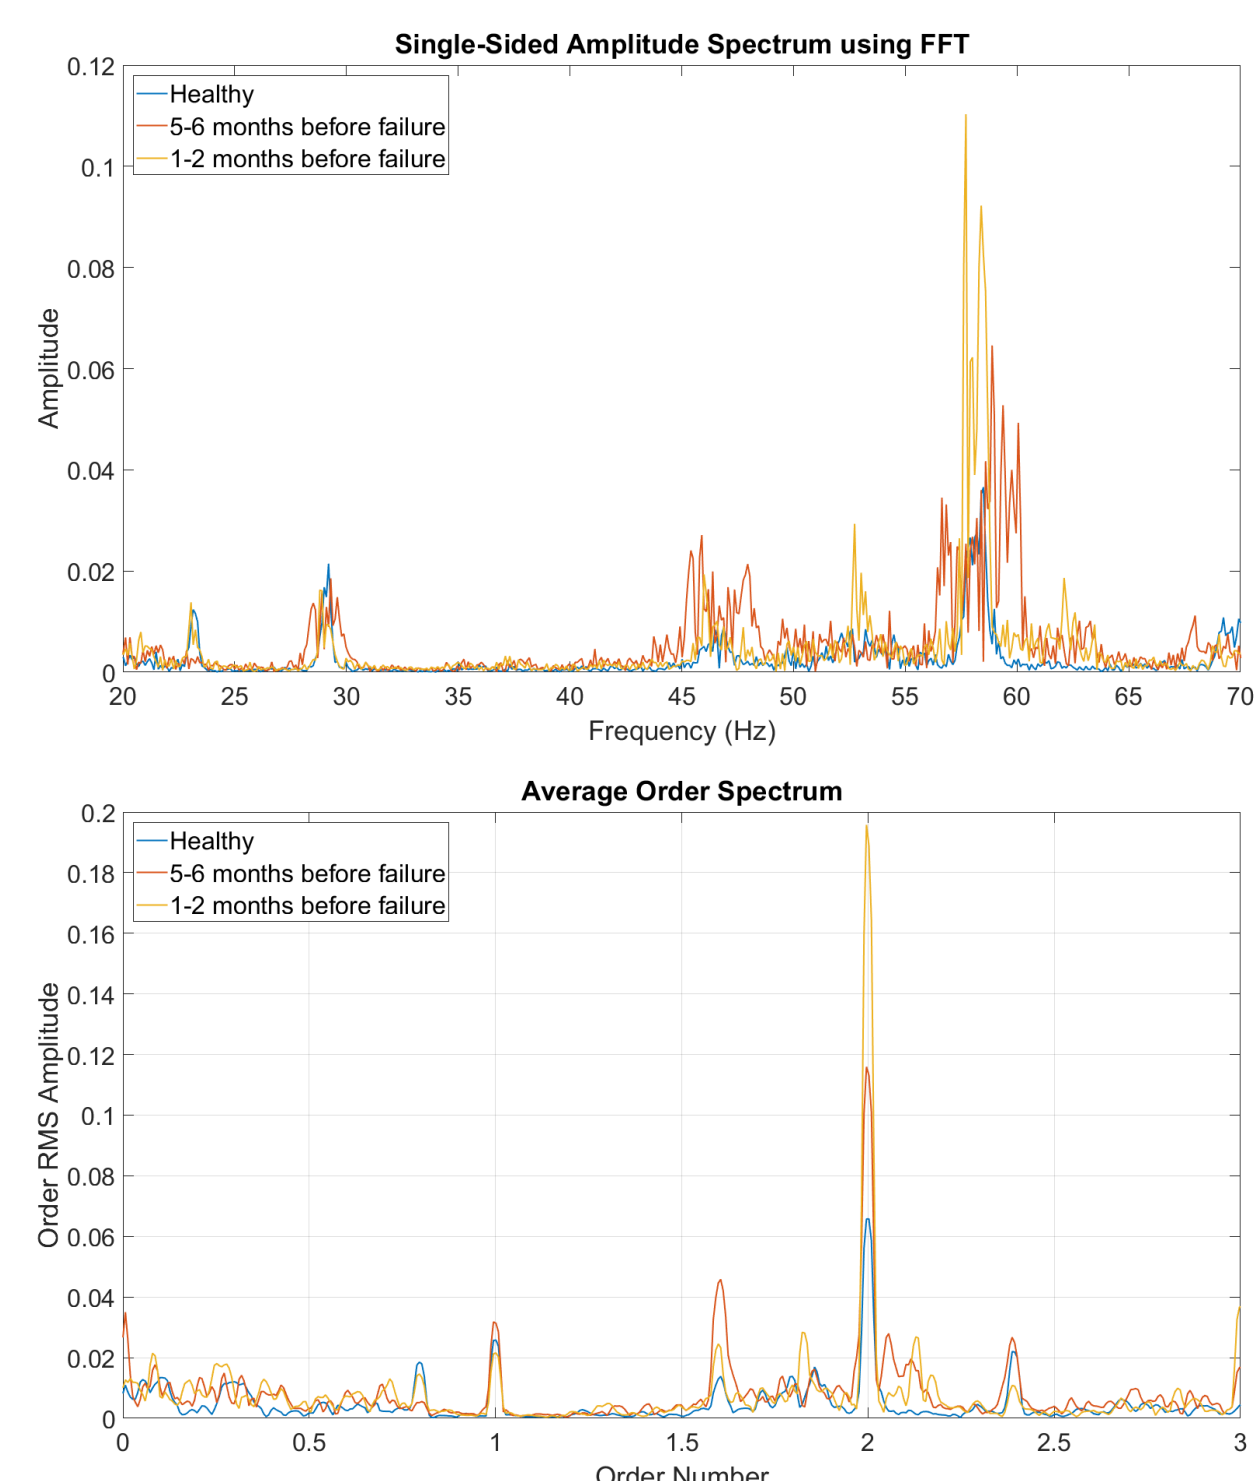 Single-Sided Amplitude Spectrum using FFT
0.12
0.1
0.08
0.06
0.04
0.02
0
Amplitude
Healthy
5-6 months before failure
1-2 months before failure
20 25 30 35 40 45 50 55 60 65 70
Frequency (Hz)
Average Order Spectrum
0.2
0.18
0.16
0.14
0.12
0.1
0.08
0.06
0.04
0.02
0
Order RMS Amplitude
Healthy
5-6 months before failure
1-2 months before failure
0 0.5 1 1.5 2 2.5 3
Order Number